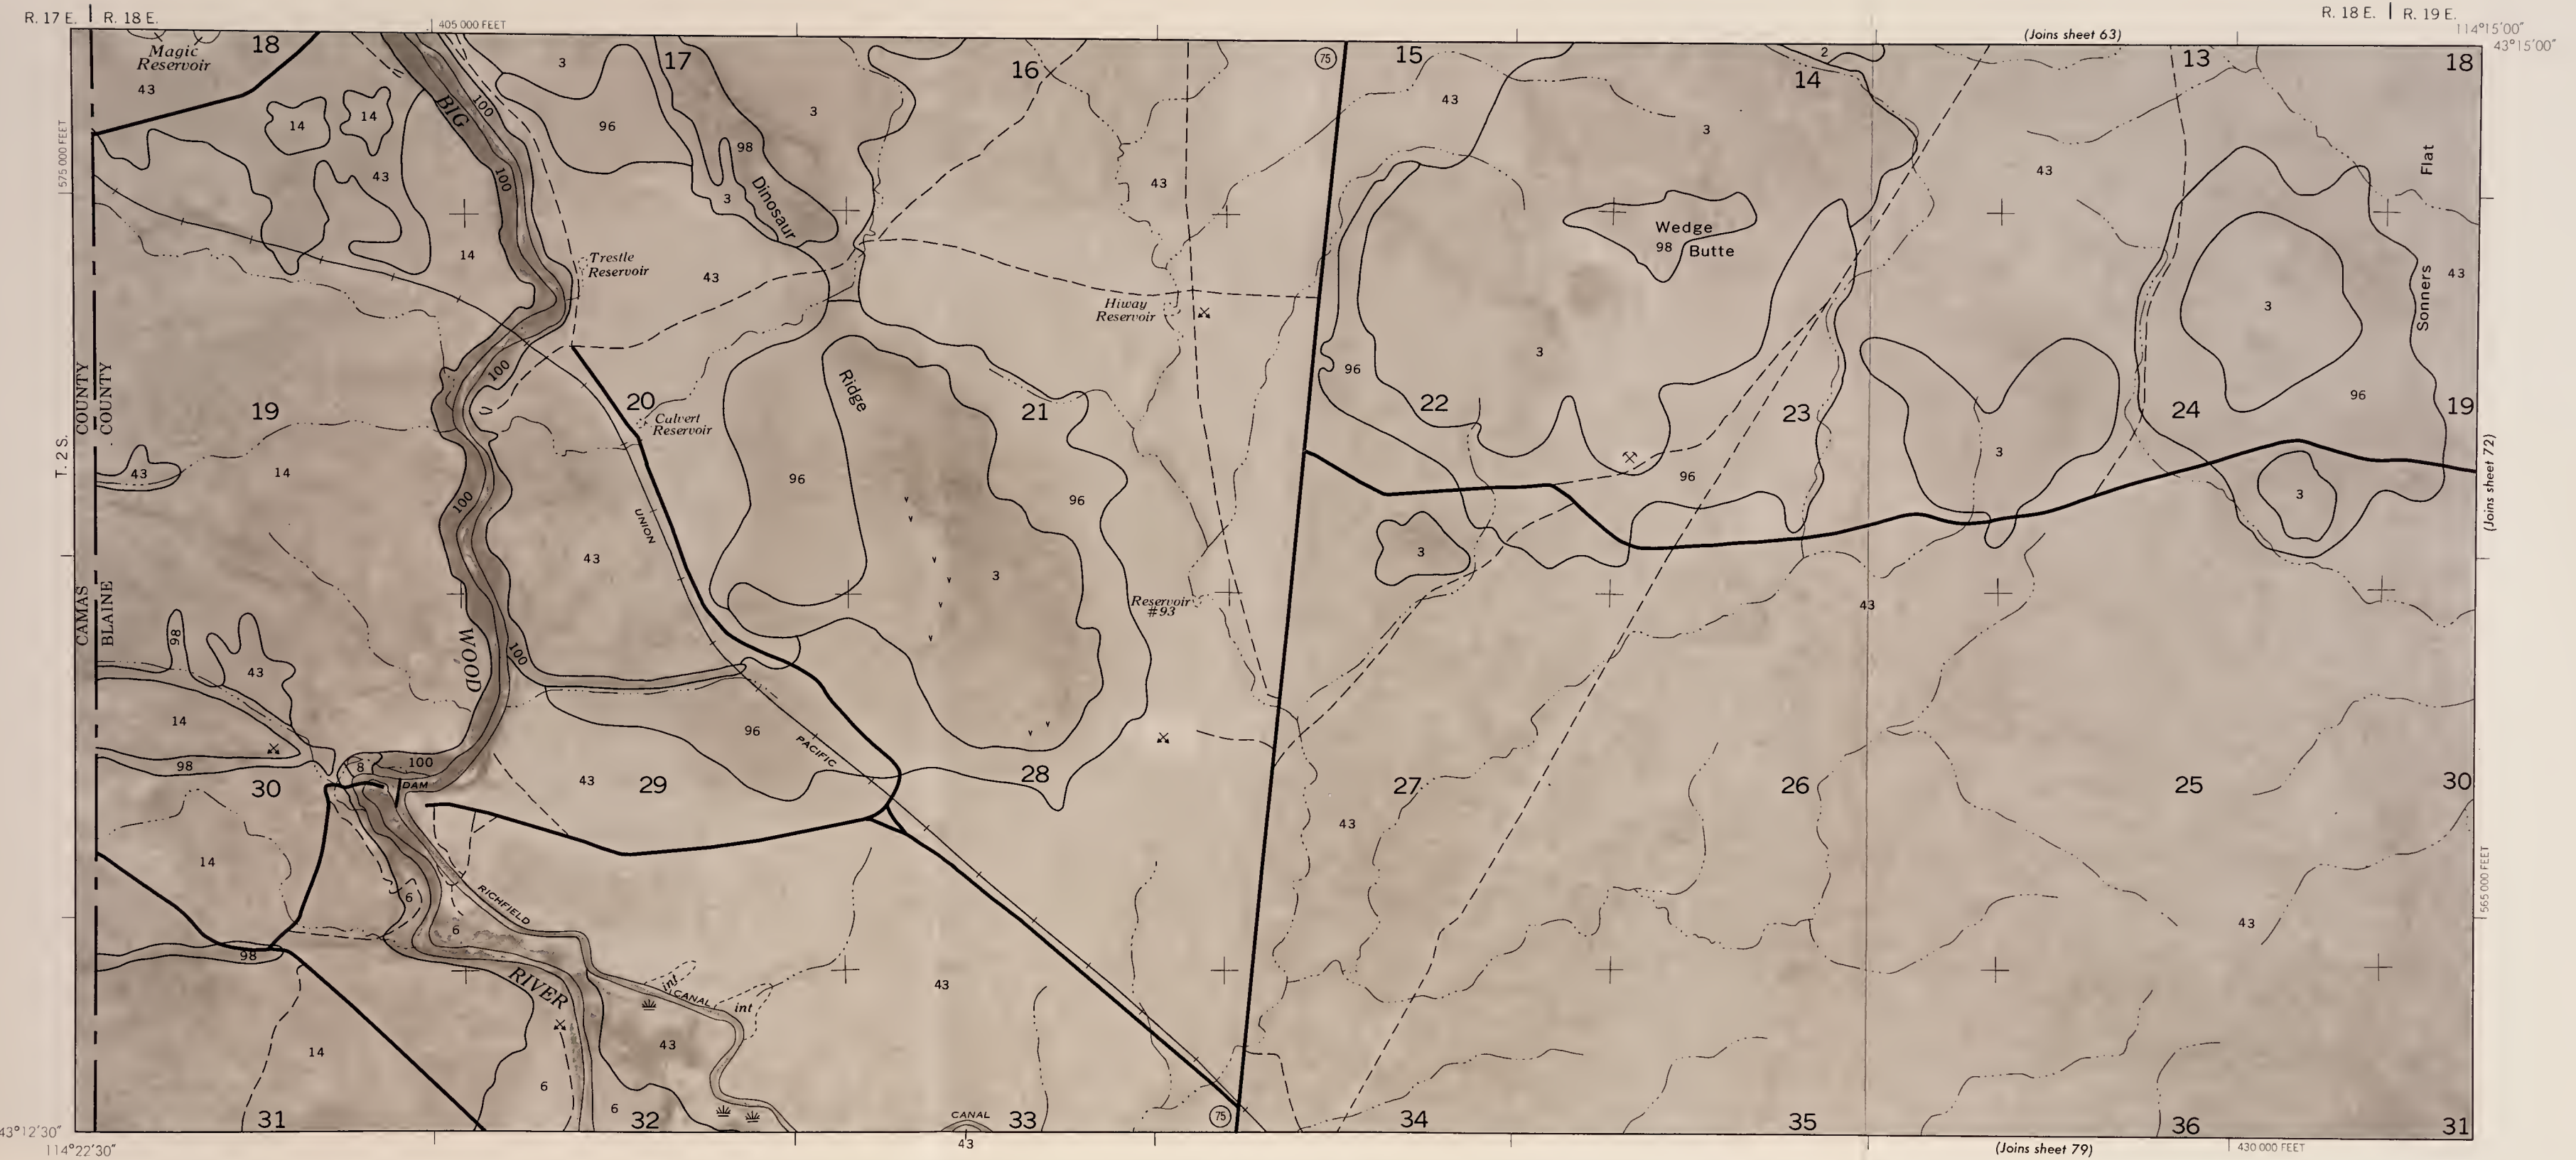 R. 17 E. | R. 18 E.
405 000 FEET
(Joins sheet 63)
R. 18 E. | R. 19 E.
114°15'00"
43°15'00"
Magic
Reservoir
18
17
16
75
15
14
13
18
43
3
2
BIG
100
14
14
96
98
3
43
43
3
43
Flat
575 000 FEET
43
100
3
Dinosaur
43
Wedge
98 Butte
14
Trestle
Reservoir
43
Hiway
Reservoir
3
43
Sonners
COUNTY
COUNTY
19
100
20
Culvert
Reservoir
Ridge
21
96
22
3
23
24
96
19
T. 2 S.
43
14
100
96
96
96
3
3
(Joins sheet 72)
UNION
43
3
3
CAMAS
BLAINE
98
43
WOOD
100
Reservoir
#93
43
14
96
PACIFIC
98
8
100
DAM
30
43
29
28
27
26
25
30
43
14
6
RICHFIELD
6
565 000 FEET
43
98
RIVER
int
CANAL
int
43
14
43
6
6
31
32
CANAL
33
75
34
35
36
31
43°12'30"
114°22'30"
43
(Joins sheet 79)
430 000 FEET